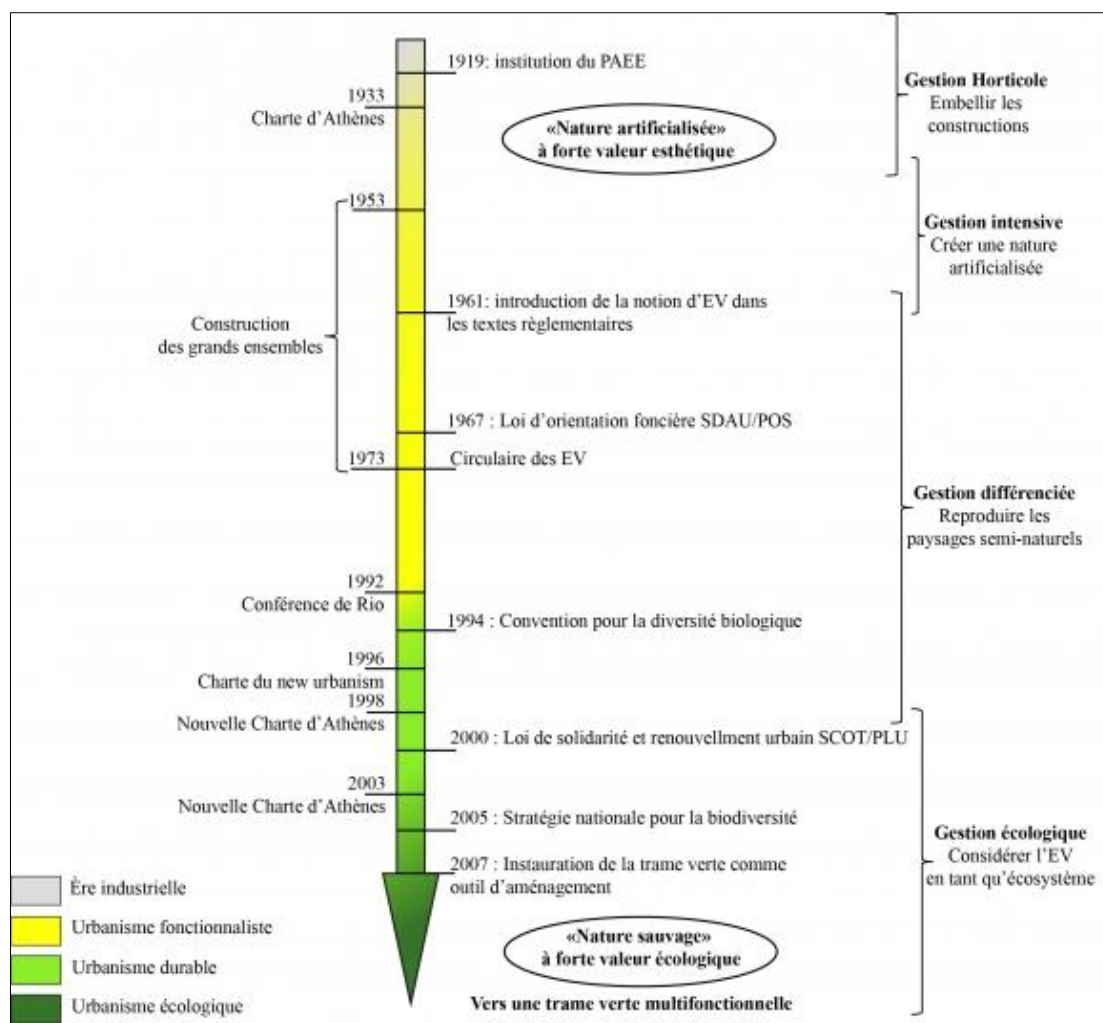 1919: institution du PAEE
Gestion Horticole
Embellir les
constructions
1933
Charte d'Athènes
«Nature artificialisée»
à forte valeur esthétique
1953
Gestion intensive
Créer une nature
artificialisée
1961: introduction de la notion d'EV dans
les textes règlementaires
Construction
des grands ensembles
1967 : Loi d'orientation foncière SDAU/POS
1973
Circulaire des EV
Gestion différenciée
Reproduire les
paysages semi-naturels
1992
Conférence de Rio
1994 : Convention pour la diversité biologique
1996
Charte du new urbanism
1998
Nouvelle Charte d'Athènes
2000 : Loi de solidarité et renouvellment urbain SCOT/PLU
2003
Nouvelle Charte d'Athènes
2005 : Stratégie nationale pour la biodiversité
Gestion écologique
Considérer l'EV
en tant qu'écosystème
2007 : Instauration de la trame verte comme
outil d'aménagement
Ère industrielle
Urbanisme fonctionnaliste
Urbanisme durable
Urbanisme écologique
«Nature sauvage»
à forte valeur écologique
Vers une trame verte multifonctionnelle